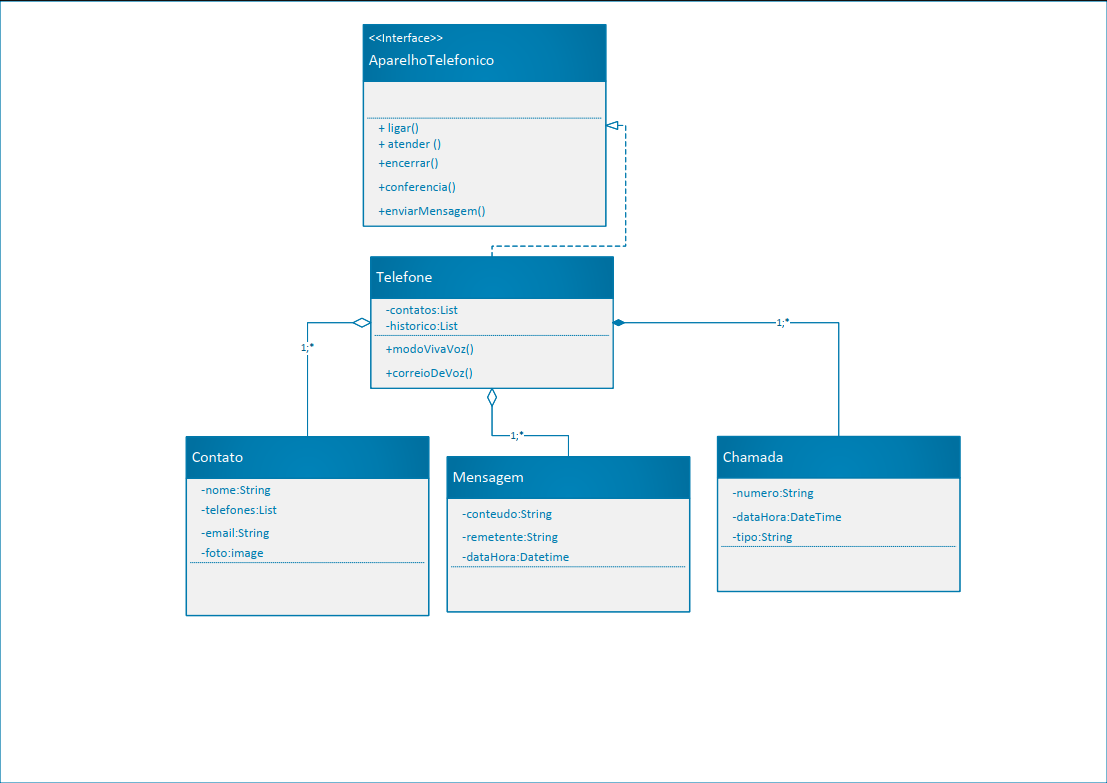 <<Interface>>
AparelhoTelefonico
+ ligar()
+ atender ()
+encerrar()
+conferencia()
+enviarMensagem()
Telefone
-contatos:List
-historico:List
+modoVivaVoz()
+correioDeVoz()
1;*
1;*
1;*
Contato
-nome:String
-telefones:List
-email:String
-foto:image
Mensagem
-conteudo:String
-remetente:String
-dataHora:Datetime
Chamada
-numero:String
-dataHora:DateTime
-tipo:String